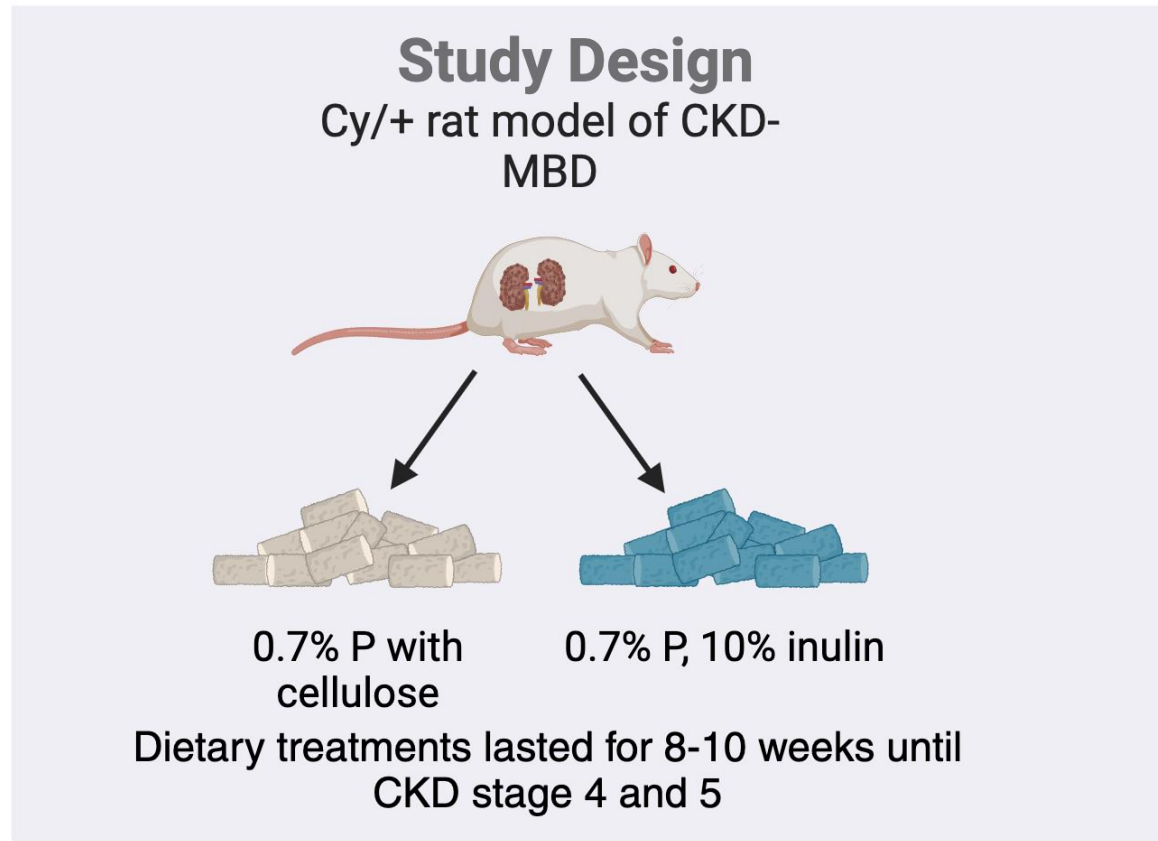 Study Design
Cy/+ rat model of CKD-
MBD
0.7% P with
cellulose
0.7% P, 10% inulin
Dietary treatments lasted for 8-10 weeks until
CKD stage 4 and 5